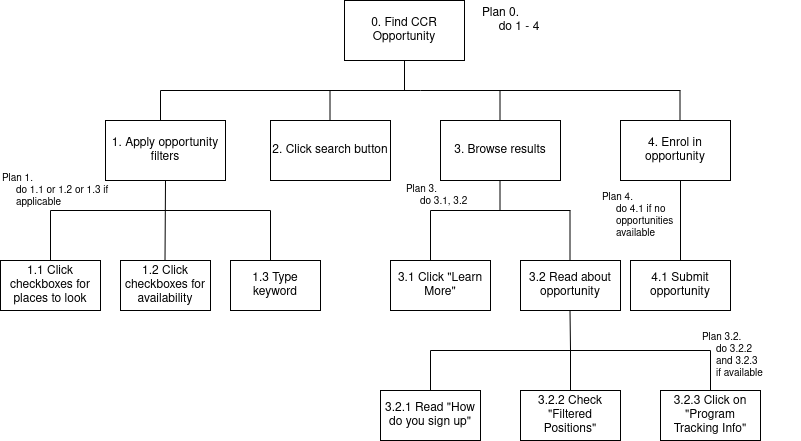 0. Find CCR
Opportunity
Plan 0.
do 1 - 4
1. Apply opportunity
filters
2. Click search button
3. Browse results
4. Enrol in
opportunity
Plan 1.
do 1.1 or 1.2 or 1.3 if
applicable
Plan 3.
do 3.1, 3.2
Plan 4.
do 4.1 if no
opportunities
available
1.1 Click
checkboxes for
places to look
1.2 Click
checkboxes for
availability
1.3 Type
keyword
3.1 Click "Learn
More"
3.2 Read about
opportunity
4.1 Submit
opportunity
Plan 3.2.
do 3.2.2
and 3.2.3
if available
3.2.1 Read "How
do you sign up"
3.2.2 Check
"Filtered
Positions"
3.2.3 Click on
"Program
Tracking Info"